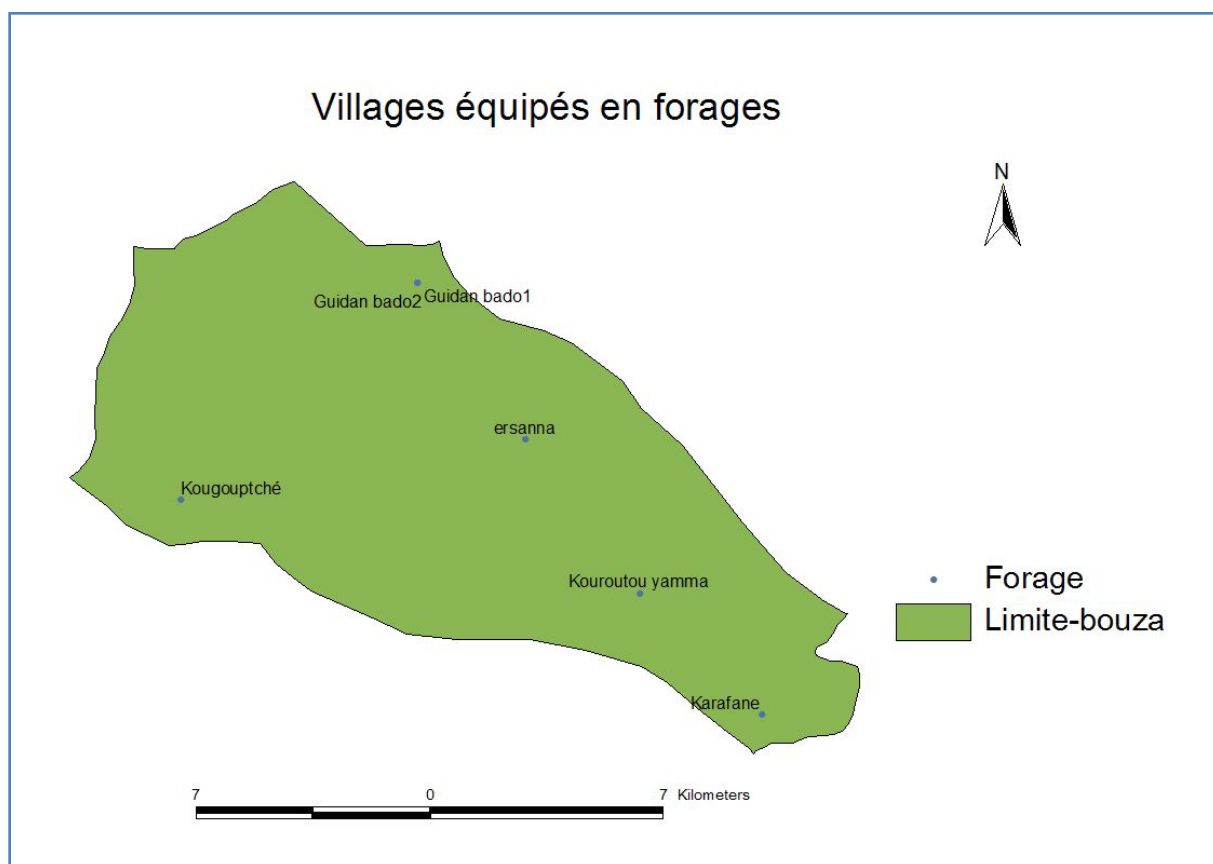 Villages équipés en forages
N
Guidan bado2 Guidan bado1
ersanna
Kougouptché
Kouroutou yamma
Forage
Limite-bouza
Karafane
7 0 7 Kilometers